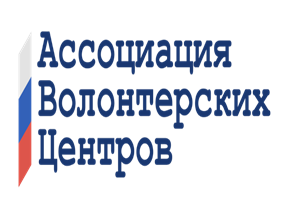 Ассоциация
Волонтерских
Центров